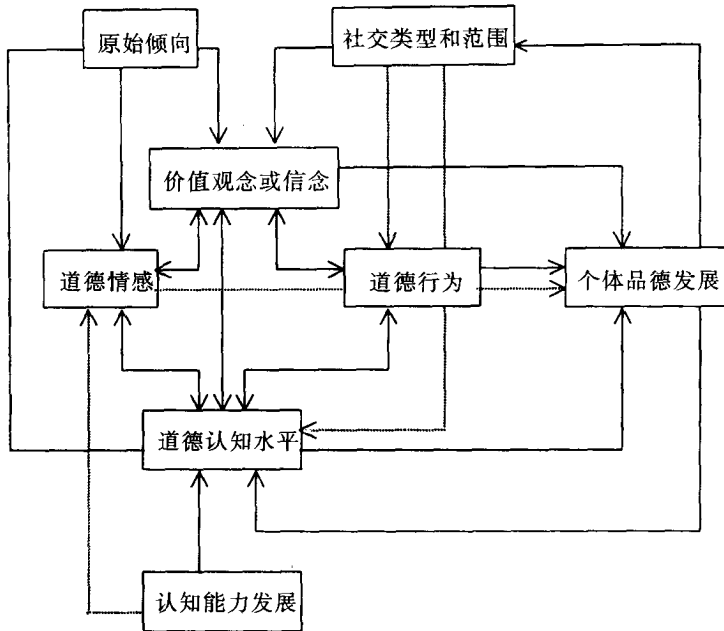 原始倾向
社交类型和范围
价值观念或信念
道德情感
道德行为
个体品德发展
道德认知水平
认知能力发展